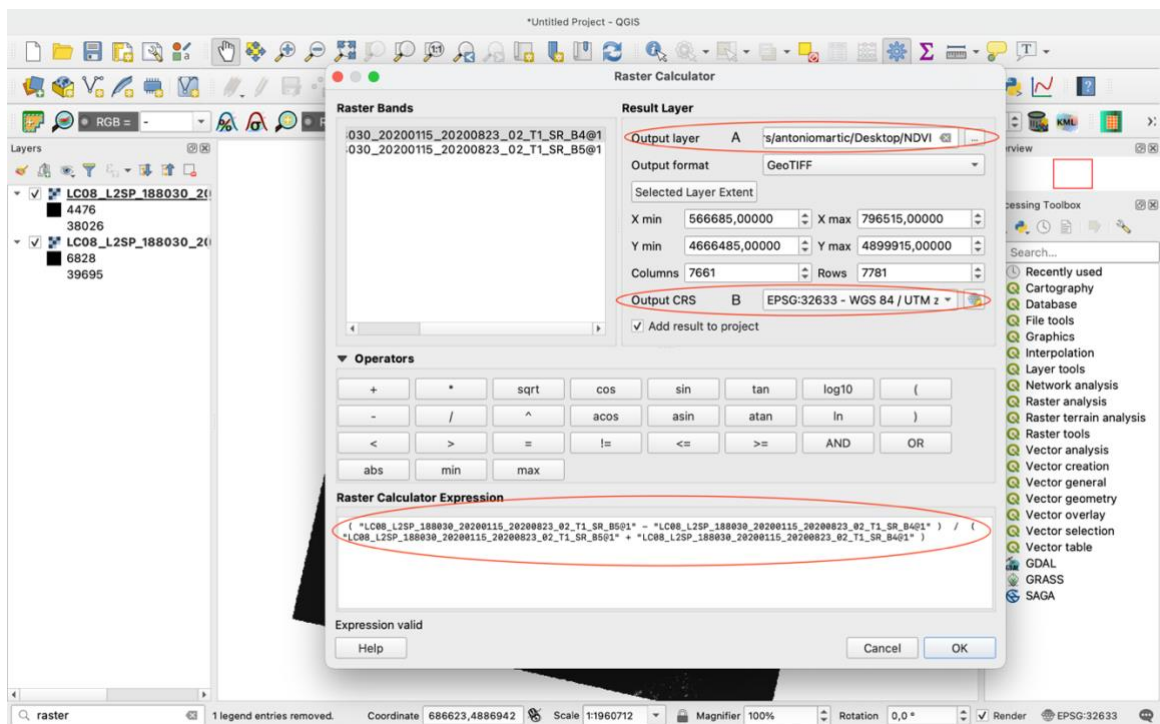 *Untitled Project - QGIS
RGB = -
Layers
LC08_L2SP_188030_20
4476
38026
LC08_L2SP_188030_20
6828
39695
Raster Calculator
Raster Bands
:030_20200115_20200823_02_T1_SR_B4@1
:030_20200115_20200823_02_T1_SR_B5@1
Result Layer
Output layer A rs/antoniomartic/Desktop/NDVI ...
Output format GeoTIFF
Selected Layer Extent
X min 566685,00000 X max 796515,00000
Y min 4666485,00000 Y max 4899915,00000
Columns 7661 Rows 7781
Output CRS B EPSG:32633 - WGS 84 / UTM z
Add result to project
Operators
+ * sqrt cos sin tan log10 (
- / ^ acos asin atan ln )
< > = != <= >= AND OR
abs min max
Raster Calculator Expression
( "LC08_L2SP_188030_20200115_20200823_02_T1_SR_B5@1" - "LC08_L2SP_188030_20200115_20200823_02_T1_SR_B4@1" ) / (
"LC08_L2SP_188030_20200115_20200823_02_T1_SR_B5@1" + "LC08_L2SP_188030_20200115_20200823_02_T1_SR_B4@1" )
Expression valid
Help Cancel OK
KML
rview
cessing Toolbox
Search...
Recently used
Cartography
Database
File tools
Graphics
Interpolation
Layer tools
Network analysis
Raster analysis
Raster terrain analysis
Raster tools
Vector analysis
Vector creation
Vector general
Vector geometry
Vector overlay
Vector selection
Vector table
GDAL
GRASS
SAGA
raster 1 legend entries removed. Coordinate 686623,4886942 Scale 1:1960712 Magnifier 100% Rotation 0,0 ° Render EPSG:32633